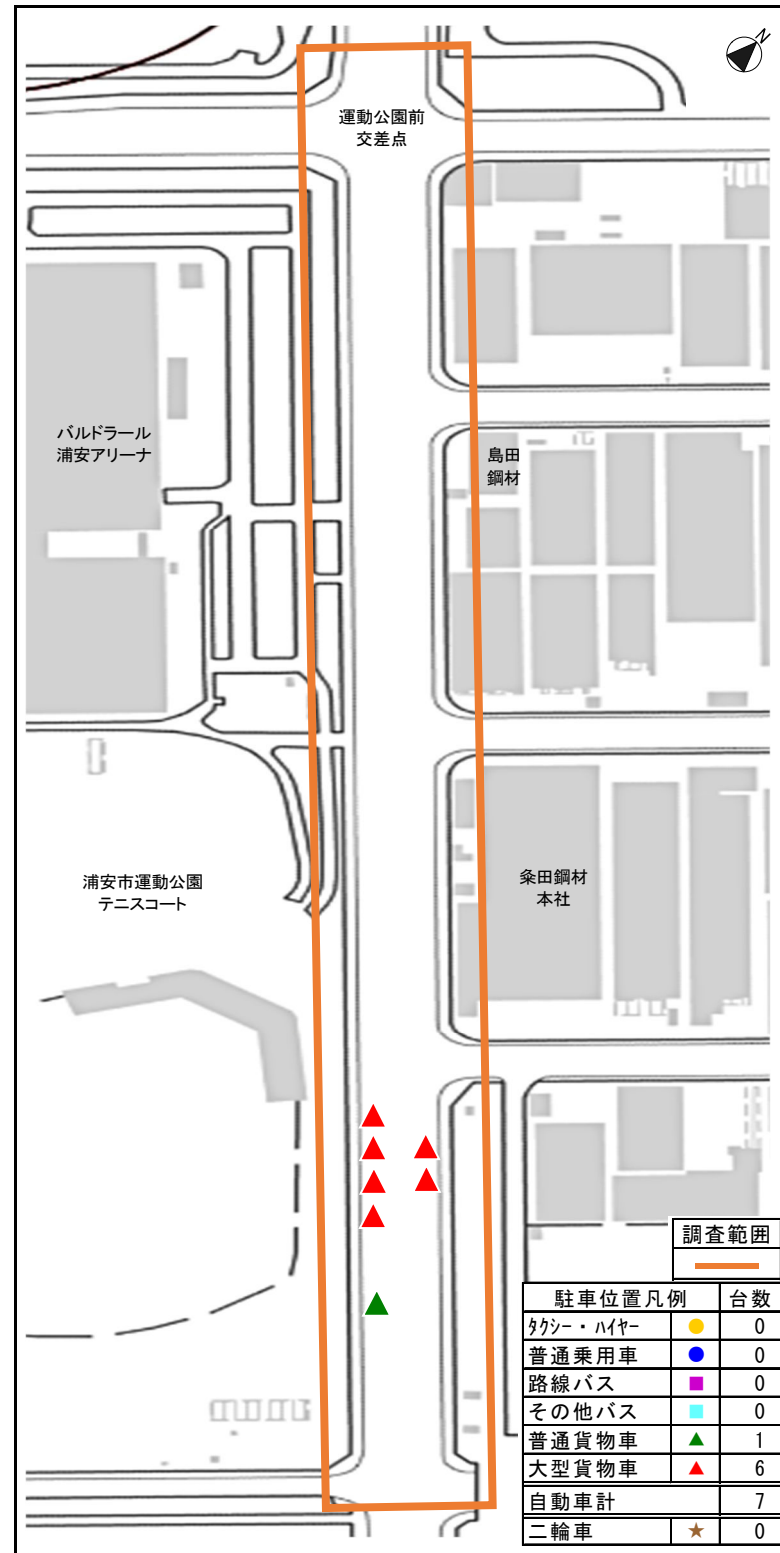 N
運動公園前
交差点
バルドラール
浦安アリーナ
島田
鋼材
浦安市運動公園
テニスコート
粂田鋼材
本社
調査範囲
駐車位置凡例 台数
ﾀｸｼー・ﾊｲﾔｰ 0
普通乗用車 0
路線バス 0
その他バス 0
普通貨物車 1
大型貨物車 6
自動車計 7
二輪車 0